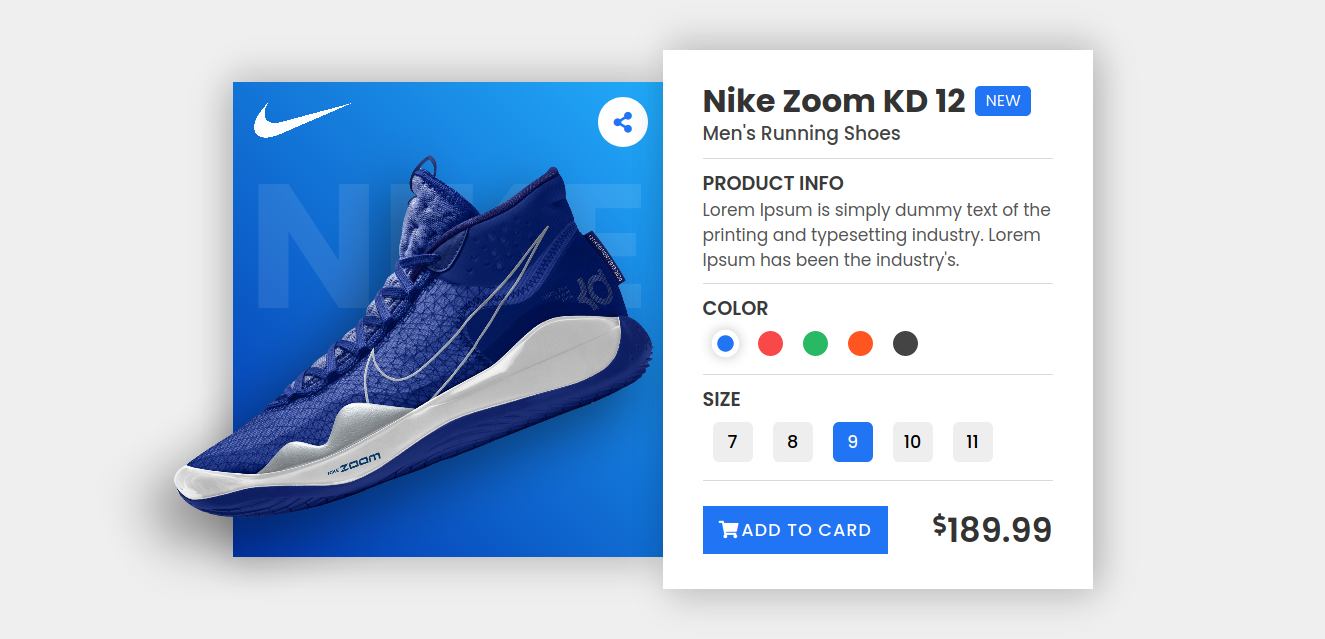 NIKE
NIKE ZOOM
Nike Zoom KD 12 NEW
Men's Running Shoes
PRODUCT INFO
Lorem Ipsum is simply dummy text of the
printing and typesetting industry. Lorem
Ipsum has been the industry's.
COLOR
SIZE
7 8 9 10 11
ADD TO CARD $189.99